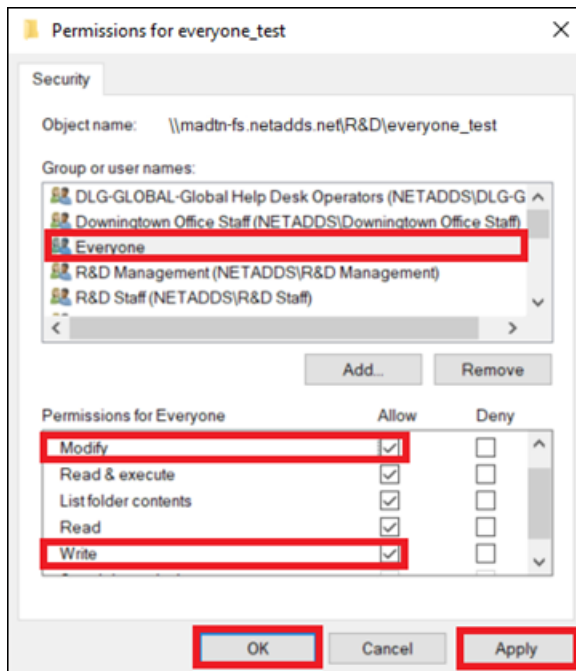 Permissions for everyone_test
Security
Object name: \\madtn-fs.netadds.net\R&D\everyone_test
Group or user names:
DLG-GLOBAL-Global Help Desk Operators (NETADDS\DLG-G
Downingtown Office Staff (NETADDS\Downingtown Office Staff)
Everyone
R&D Management (NETADDS\R&D Management)
R&D Staff (NETADDS\R&D Staff)
Add... Remove
Permissions for Everyone Allow Deny
Modify
Read & execute
List folder contents
Read
Write
OK Cancel Apply